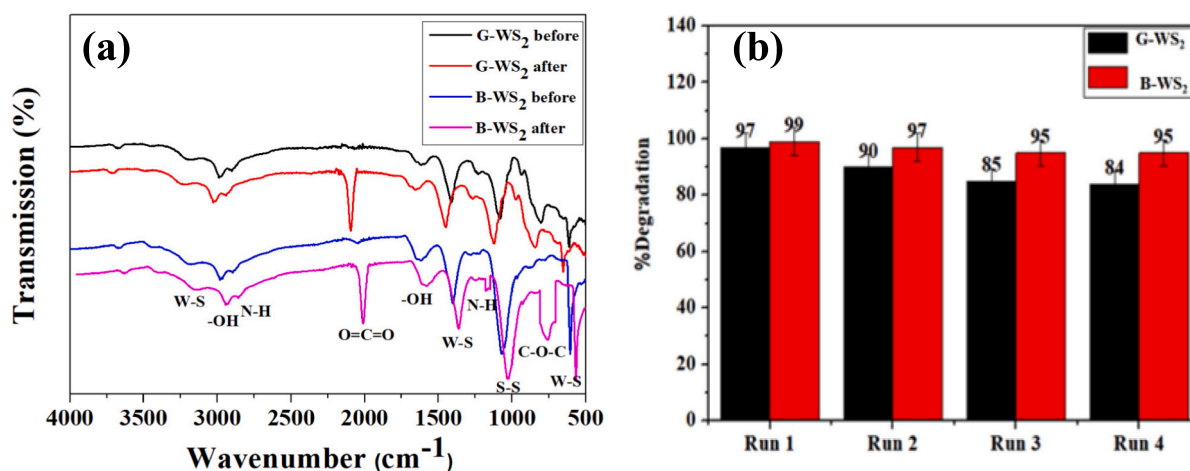 (a)
G-WS₂ before
G-WS₂ after
B-WS₂ before
B-WS₂ after
Transmission (%)
W-S
-OH
N-H
O=C=O
-OH
W-S
N-H
S-S
C-O-C
W-S
4000 3500 3000 2500 2000 1500 1000 500
Wavenumber (cm⁻¹)
(b)
G-WS₂
B-WS₂
%Degradation
140
120
100
80
60
40
20
0
97 99
90 97
85 95
84 95
Run 1 Run 2 Run 3 Run 4